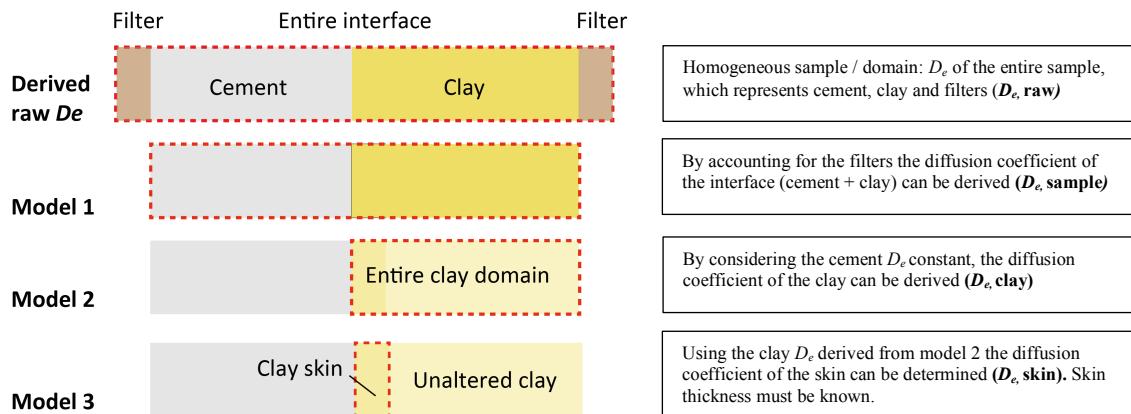 Filter
Entire interface
Filter
Derived
raw De
Cement
Clay
Homogeneous sample / domain: De of the entire sample,
which represents cement, clay and filters (De, raw)
Model 1
By accounting for the filters the diffusion coefficient of
the interface (cement + clay) can be derived (De, sample)
Model 2
Entire clay domain
By considering the cement De constant, the diffusion
coefficient of the clay can be derived (De, clay)
Model 3
Clay skin
Unaltered clay
Using the clay De derived from model 2 the diffusion
coefficient of the skin can be determined (De, skin). Skin
thickness must be known.